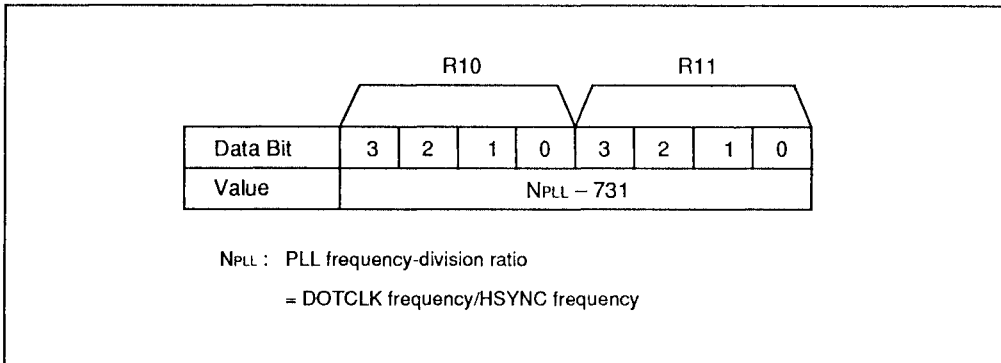 R10 R11
Data Bit 3 2 1 0 3 2 1 0
Value NPLL – 731
NPLL : PLL frequency-division ratio
= DOTCLK frequency/HSYNC frequency